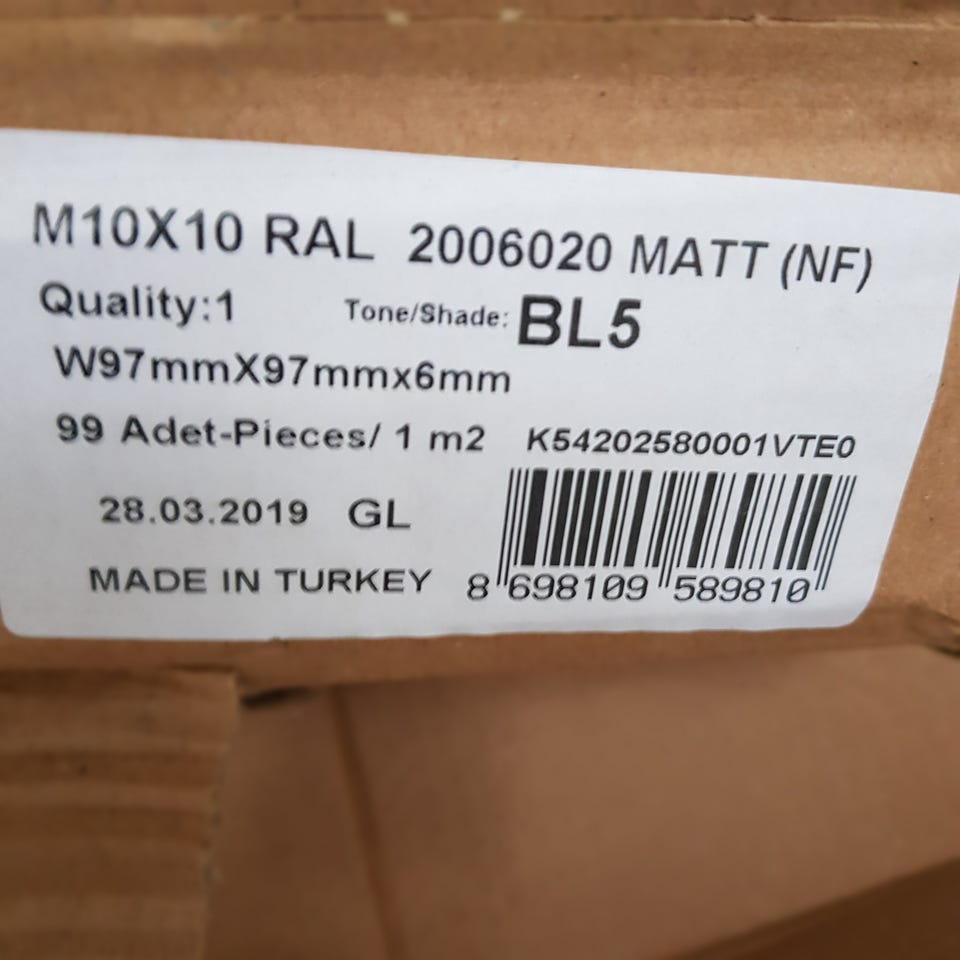 M10X10 RAL 2006020 MATT (NF)
Quality:1 Tone/Shade: BL5
W97mmX97mmx6mm
99 Adet-Pieces/ 1 m2 K54202580001VTE0
28.03.2019 GL
MADE IN TURKEY 8 698109 589810